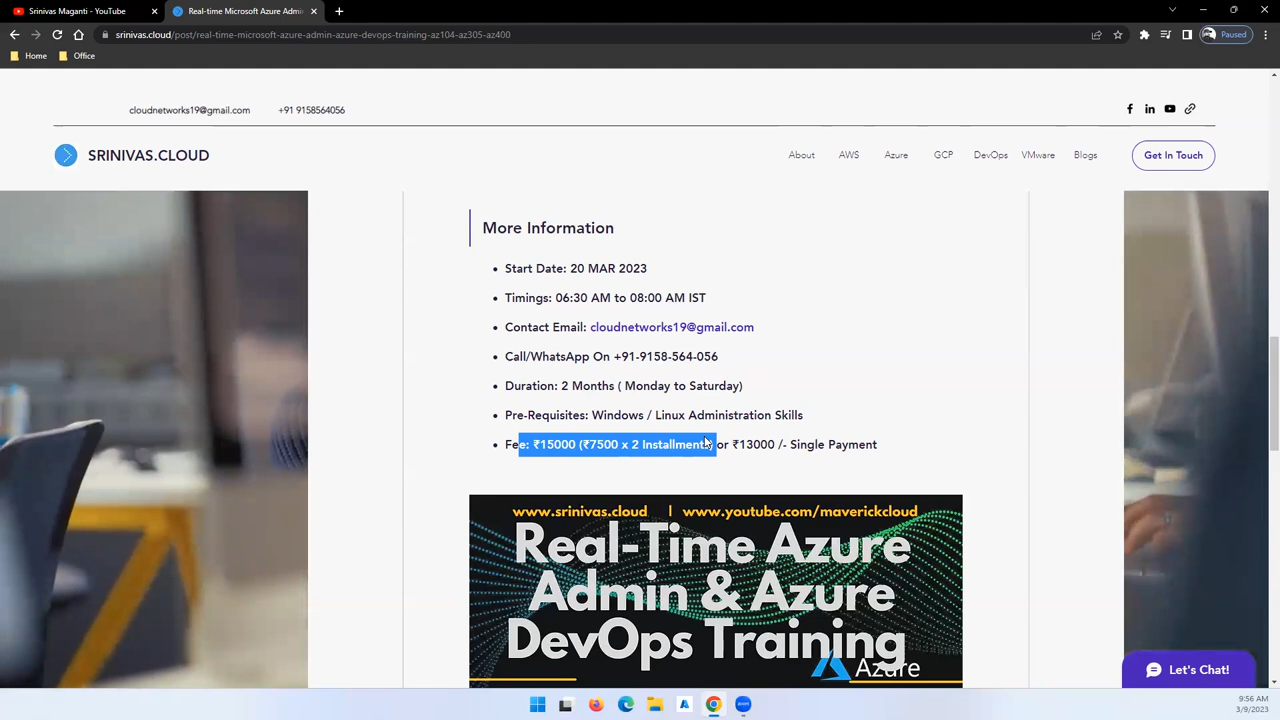 Srinivas Maganti - YouTube
Real-time Microsoft Azure Admin
srinivas.cloud/post/real-time-microsoft-azure-admin-azure-devops-training-az104-az305-az400
Paused
Home
Office
cloudnetworks19@gmail.com
+91 9158564056
SRINIVAS.CLOUD
About
AWS
Azure
GCP
DevOps
VMware
Blogs
Get In Touch
More Information
Start Date: 20 MAR 2023
Timings: 06:30 AM to 08:00 AM IST
Contact Email: cloudnetworks19@gmail.com
Call/WhatsApp On +91-9158-564-056
Duration: 2 Months ( Monday to Saturday)
Pre-Requisites: Windows / Linux Administration Skills
Fee: ₹15000 (₹7500 x 2 Installments) or ₹13000 /- Single Payment
www.srinivas.cloud | www.youtube.com/maverickcloud
Real-Time Azure
Admin & Azure
DevOps Training
Azure
Let's Chat!
9:56 AM
3/9/2023